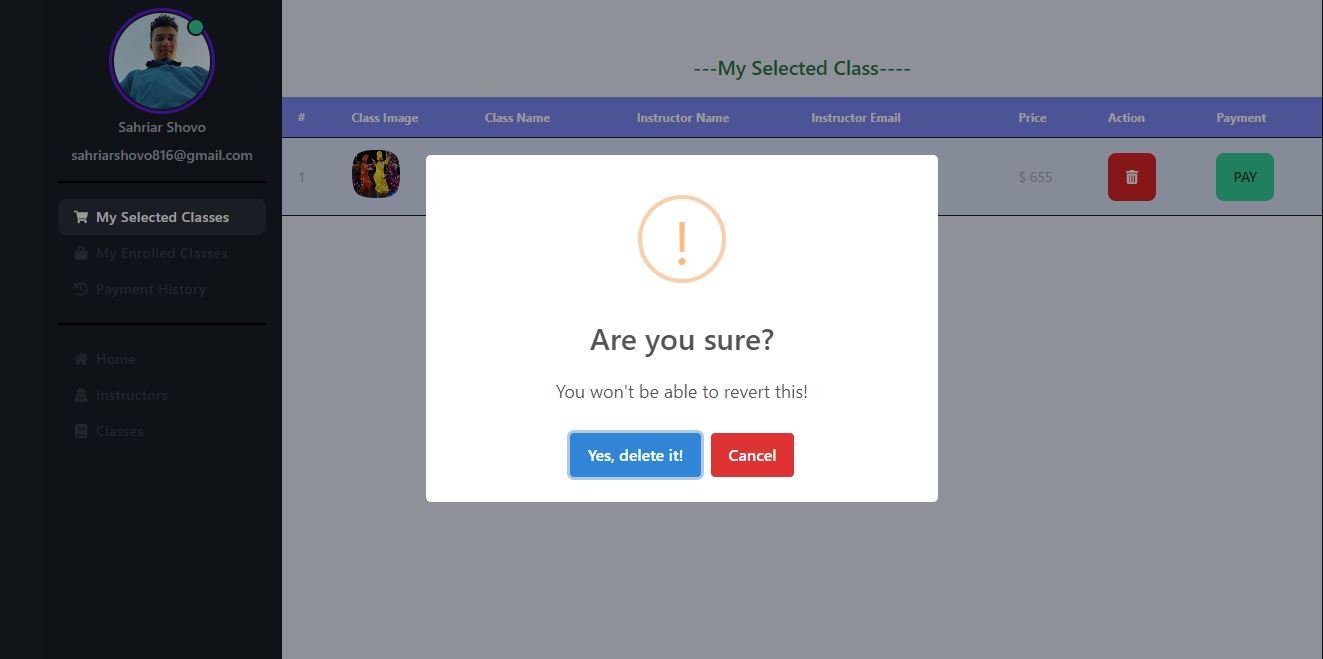 Sahriar Shovo
sahriarshovo816@gmail.com
My Selected Classes
My Enrolled Classes
Payment History
Home
Instructors
Classes
---My Selected Class----
# Class Image Class Name Instructor Name Instructor Email Price Action Payment
1 $ 655 PAY
!
Are you sure?
You won't be able to revert this!
Yes, delete it! Cancel